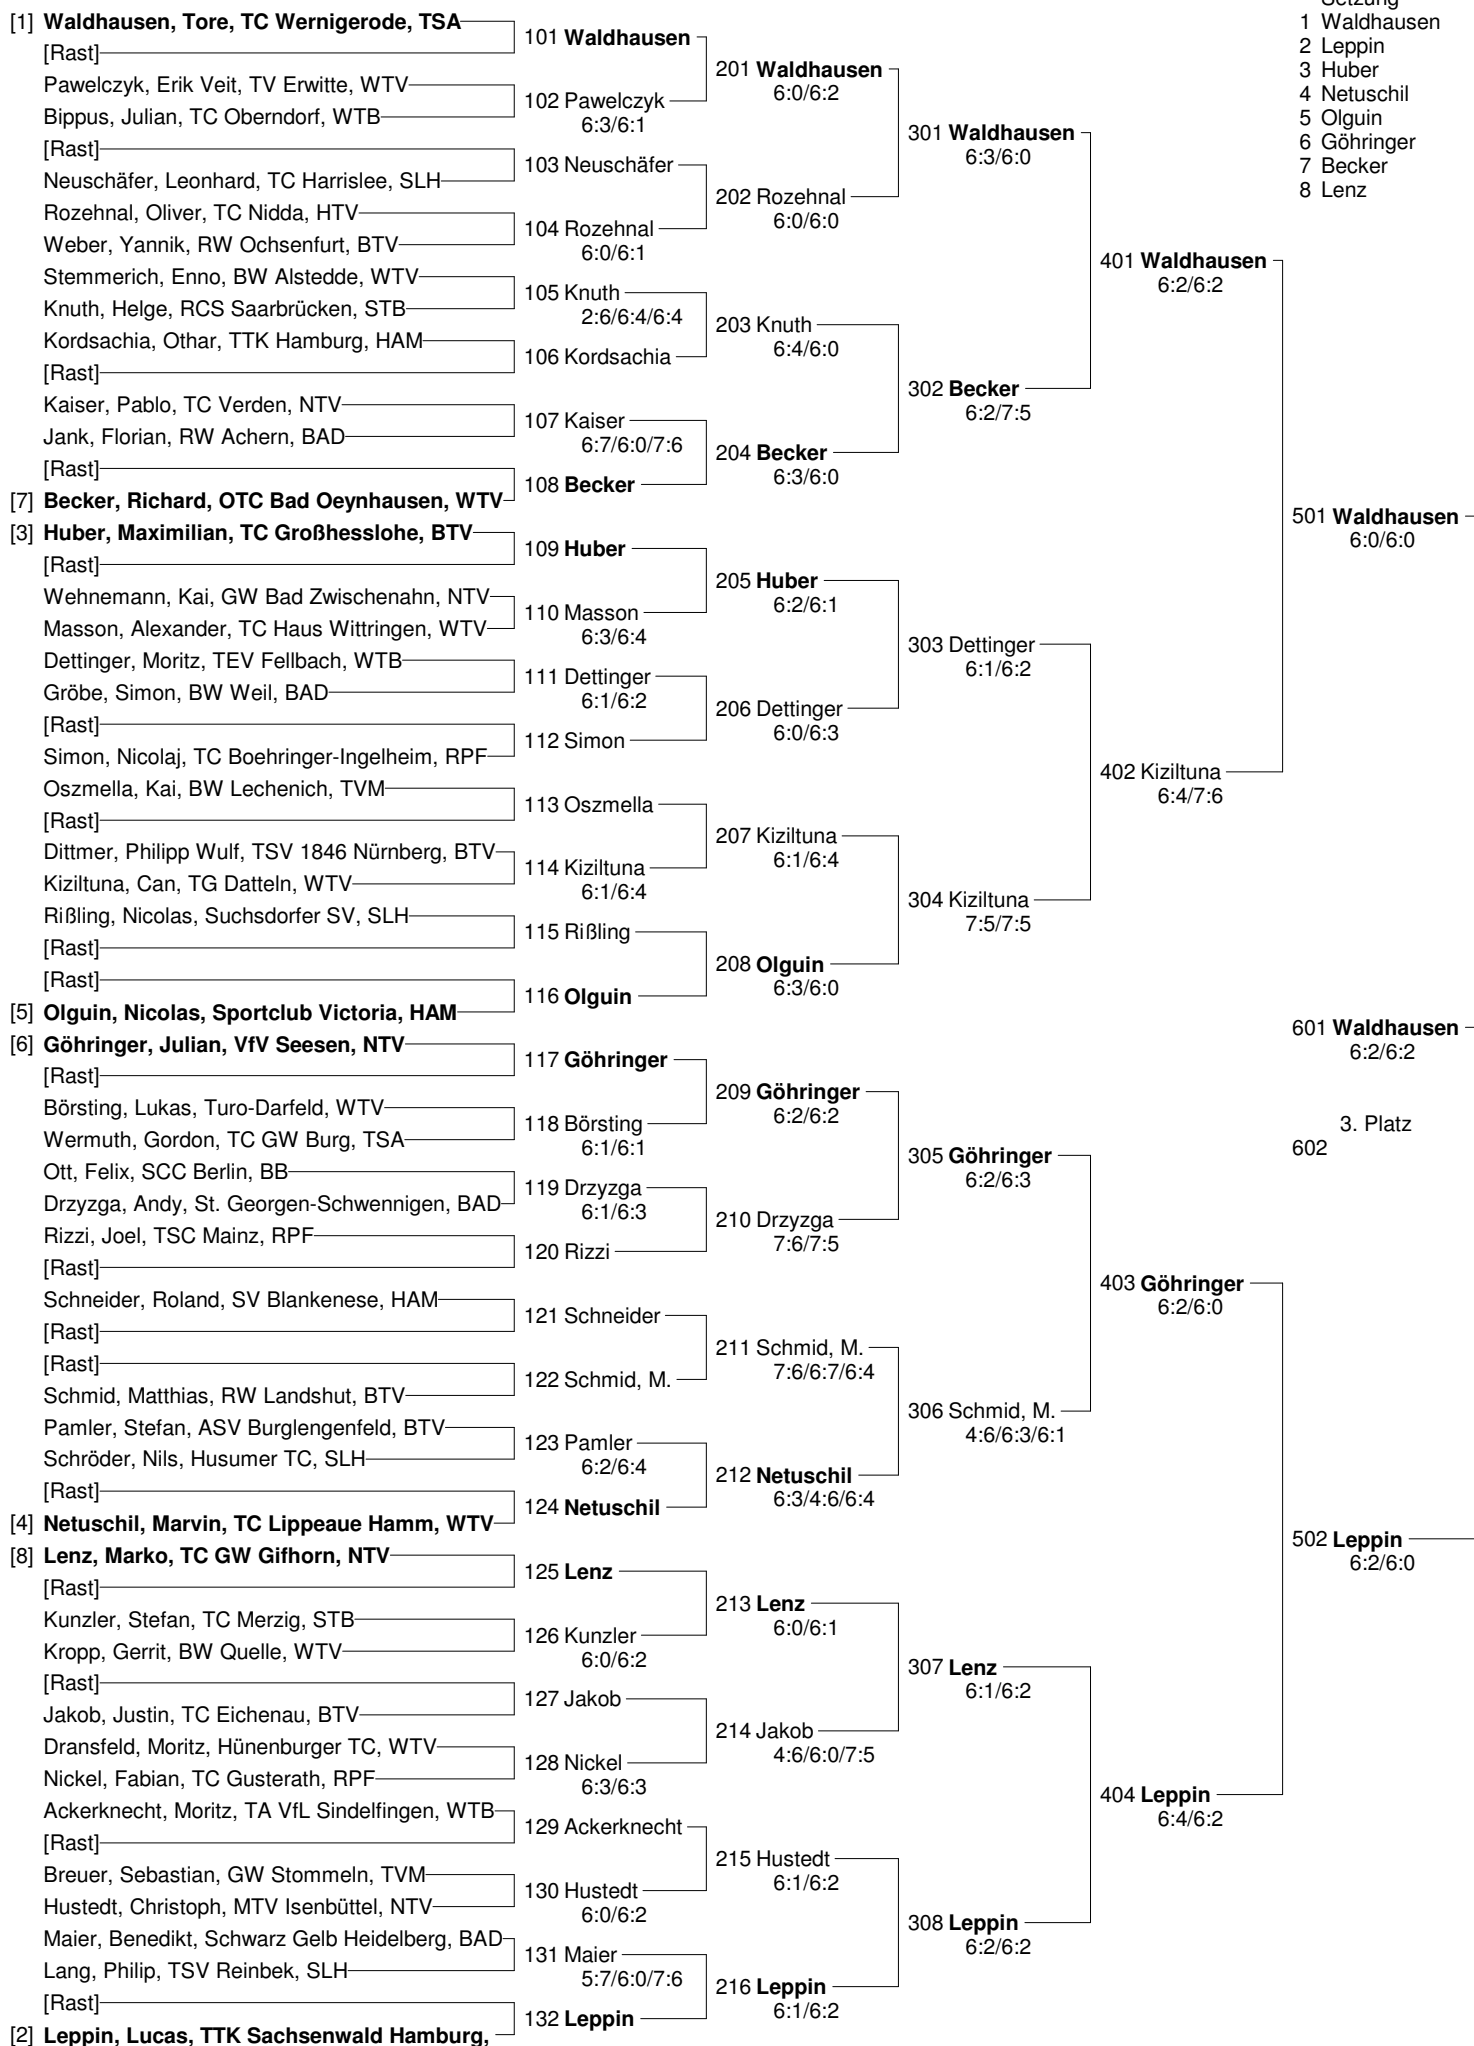 Setzung
1 Waldhausen
2 Leppin
3 Huber
4 Netuschil
5 Olguin
6 Göhringer
7 Becker
8 Lenz
[1] Waldhausen, Tore, TC Wernigerode, TSA
[Rast]
Pawelczyk, Erik Veit, TV Erwitte, WTV
Bippus, Julian, TC Oberndorf, WTB
[Rast]
Neuschäfer, Leonhard, TC Harrislee, SLH
Rozehnal, Oliver, TC Nidda, HTV
Weber, Yannik, RW Ochsenfurt, BTV
Stemmerich, Enno, BW Alstedde, WTV
Knuth, Helge, RCS Saarbrücken, STB
Kordsachia, Othar, TTK Hamburg, HAM
[Rast]
Kaiser, Pablo, TC Verden, NTV
Jank, Florian, RW Achern, BAD
[Rast]
[7] Becker, Richard, OTC Bad Oeynhausen, WTV
[3] Huber, Maximilian, TC Großhesslohe, BTV
[Rast]
Wehnemann, Kai, GW Bad Zwischenahn, NTV
Masson, Alexander, TC Haus Wittringen, WTV
Dettinger, Moritz, TEV Fellbach, WTB
Gröbe, Simon, BW Weil, BAD
[Rast]
Simon, Nicolaj, TC Boehringer-Ingelheim, RPF
Oszmella, Kai, BW Lechenich, TVM
[Rast]
Dittmer, Philipp Wulf, TSV 1846 Nürnberg, BTV
Kiziltuna, Can, TG Datteln, WTV
Rißling, Nicolas, Suchsdorfer SV, SLH
[Rast]
[Rast]
[5] Olguin, Nicolas, Sportclub Victoria, HAM
[6] Göhringer, Julian, VfV Seesen, NTV
[Rast]
Börsting, Lukas, Turo-Darfeld, WTV
Wermuth, Gordon, TC GW Burg, TSA
Ott, Felix, SCC Berlin, BB
Drzyzga, Andy, St. Georgen-Schwennigen, BAD
Rizzi, Joel, TSC Mainz, RPF
[Rast]
Schneider, Roland, SV Blankenese, HAM
[Rast]
[Rast]
Schmid, Matthias, RW Landshut, BTV
Pamler, Stefan, ASV Burglengenfeld, BTV
Schröder, Nils, Husumer TC, SLH
[Rast]
[4] Netuschil, Marvin, TC Lippeaue Hamm, WTV
[8] Lenz, Marko, TC GW Gifhorn, NTV
[Rast]
Kunzler, Stefan, TC Merzig, STB
Kropp, Gerrit, BW Quelle, WTV
[Rast]
Jakob, Justin, TC Eichenau, BTV
Dransfeld, Moritz, Hünenburger TC, WTV
Nickel, Fabian, TC Gusterath, RPF
Ackerknecht, Moritz, TA VfL Sindelfingen, WTB
[Rast]
Breuer, Sebastian, GW Stommeln, TVM
Hustedt, Christoph, MTV Isenbüttel, NTV
Maier, Benedikt, Schwarz Gelb Heidelberg, BAD
Lang, Philip, TSV Reinbek, SLH
[Rast]
[2] Leppin, Lucas, TTK Sachsenwald Hamburg,
101 Waldhausen
102 Pawelczyk
6:3/6:1
103 Neuschäfer
104 Rozehnal
6:0/6:1
105 Knuth
2:6/6:4/6:4
106 Kordsachia
107 Kaiser
6:7/6:0/7:6
108 Becker
109 Huber
110 Masson
6:3/6:4
111 Dettinger
6:1/6:2
112 Simon
113 Oszmella
114 Kiziltuna
6:1/6:4
115 Rißling
116 Olguin
117 Göhringer
118 Börsting
6:1/6:1
119 Drzyzga
6:1/6:3
120 Rizzi
121 Schneider
122 Schmid, M.
123 Pamler
6:2/6:4
124 Netuschil
125 Lenz
126 Kunzler
6:0/6:2
127 Jakob
128 Nickel
6:3/6:3
129 Ackerknecht
130 Hustedt
6:0/6:2
131 Maier
5:7/6:0/7:6
132 Leppin
201 Waldhausen
6:0/6:2
202 Rozehnal
6:0/6:0
203 Knuth
6:4/6:0
204 Becker
6:3/6:0
205 Huber
6:2/6:1
206 Dettinger
6:0/6:3
207 Kiziltuna
6:1/6:4
208 Olguin
6:3/6:0
209 Göhringer
6:2/6:2
210 Drzyzga
7:6/7:5
211 Schmid, M.
7:6/6:7/6:4
212 Netuschil
6:3/4:6/6:4
213 Lenz
6:0/6:1
214 Jakob
4:6/6:0/7:5
215 Hustedt
6:1/6:2
216 Leppin
6:1/6:2
301 Waldhausen
6:3/6:0
302 Becker
6:2/7:5
303 Dettinger
6:1/6:2
304 Kiziltuna
7:5/7:5
305 Göhringer
6:2/6:3
306 Schmid, M.
4:6/6:3/6:1
307 Lenz
6:1/6:2
308 Leppin
6:2/6:2
401 Waldhausen
6:2/6:2
402 Kiziltuna
6:4/7:6
403 Göhringer
6:2/6:0
404 Leppin
6:4/6:2
501 Waldhausen
6:0/6:0
601 Waldhausen
6:2/6:2
3. Platz
602
502 Leppin
6:2/6:0